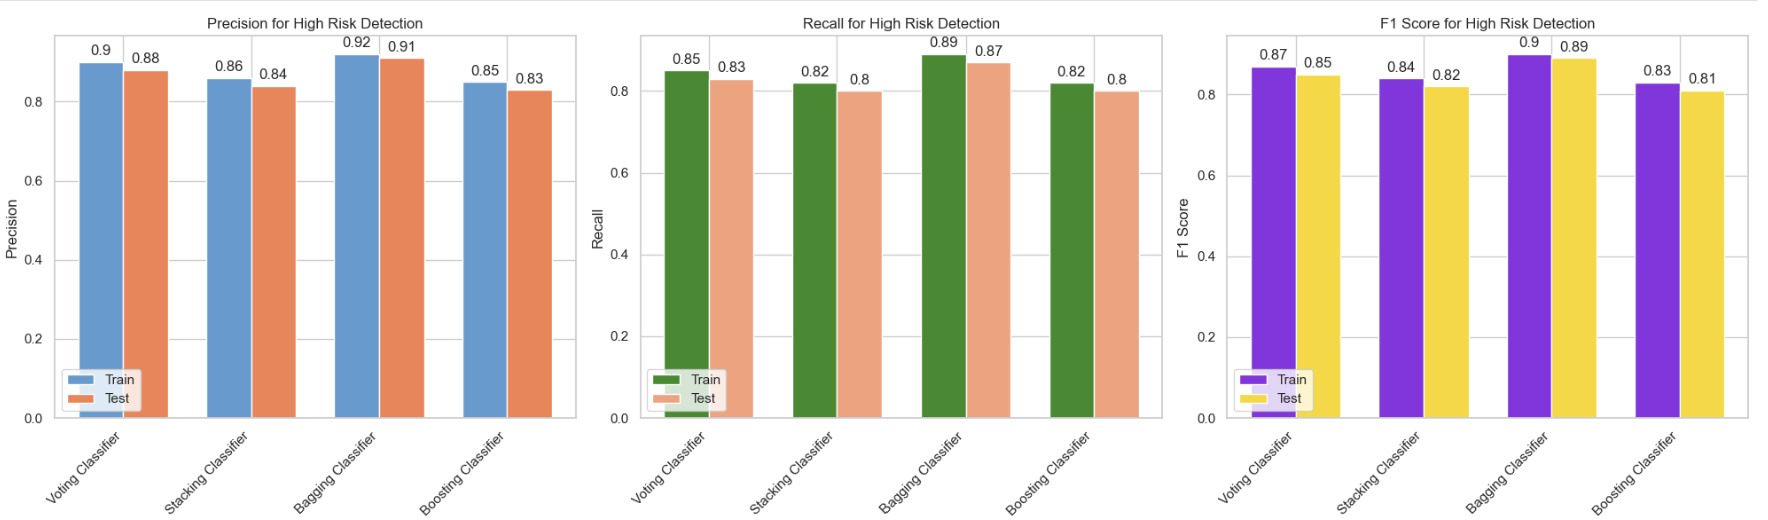 Precision for High Risk Detection
0.9
0.88
0.86
0.84
0.92
0.91
0.85
0.83
0.8
0.6
0.4
0.2
0.0
Precision
Train
Test
Voting Classifier
Stacking Classifier
Bagging Classifier
Boosting Classifier
Recall for High Risk Detection
0.85
0.83
0.82
0.8
0.89
0.87
0.82
0.8
0.8
0.6
0.4
0.2
0.0
Recall
Train
Test
Voting Classifier
Stacking Classifier
Bagging Classifier
Boosting Classifier
F1 Score for High Risk Detection
0.87
0.85
0.84
0.82
0.9
0.89
0.83
0.81
0.8
0.6
0.4
0.2
0.0
F1 Score
Train
Test
Voting Classifier
Stacking Classifier
Bagging Classifier
Boosting Classifier